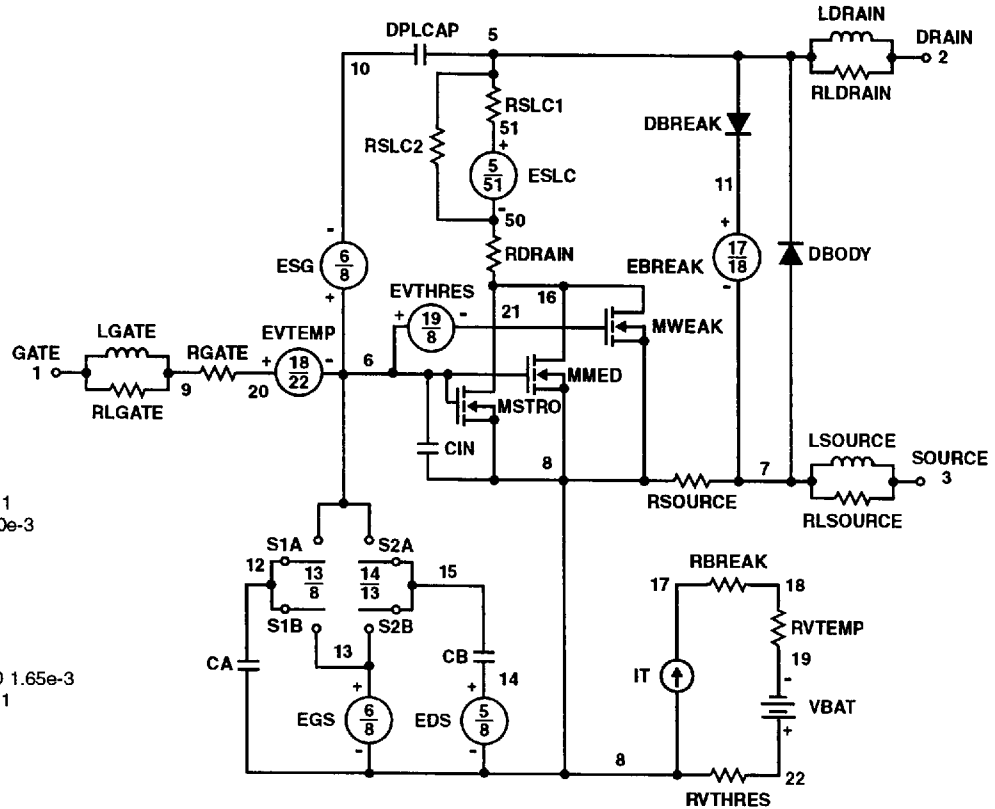 LDRAIN
DPLCAP 5 DRAIN
10 2
RSLC1 RLDRAIN
51 DBREAK
+
RSLC2 5/51 ESLC
11
- 50
- +
ESG 6/8 RDRAIN EBREAK 17/18 DBODY
+ EVTHRES 16 -
21
+ 19/8 - MWEAK
LGATE EVTEMP
GATE RGATE + 18/22 - 6 MMED
1 9 20 MSTRO
RLGATE
LSOURCE
CIN 8 7 SOURCE
3
RSOURCE
RLSOURCE
1
0e-3
S1A S2A RBREAK
12 13/8 14/13 15 17 18
S1B S2B RVTEMP
13 CB 19
CA 14 IT -
+ + VBAT
EGS 6/8 EDS 5/8 +
- - 8 22
RVTHRES
0 1.65e-3
1